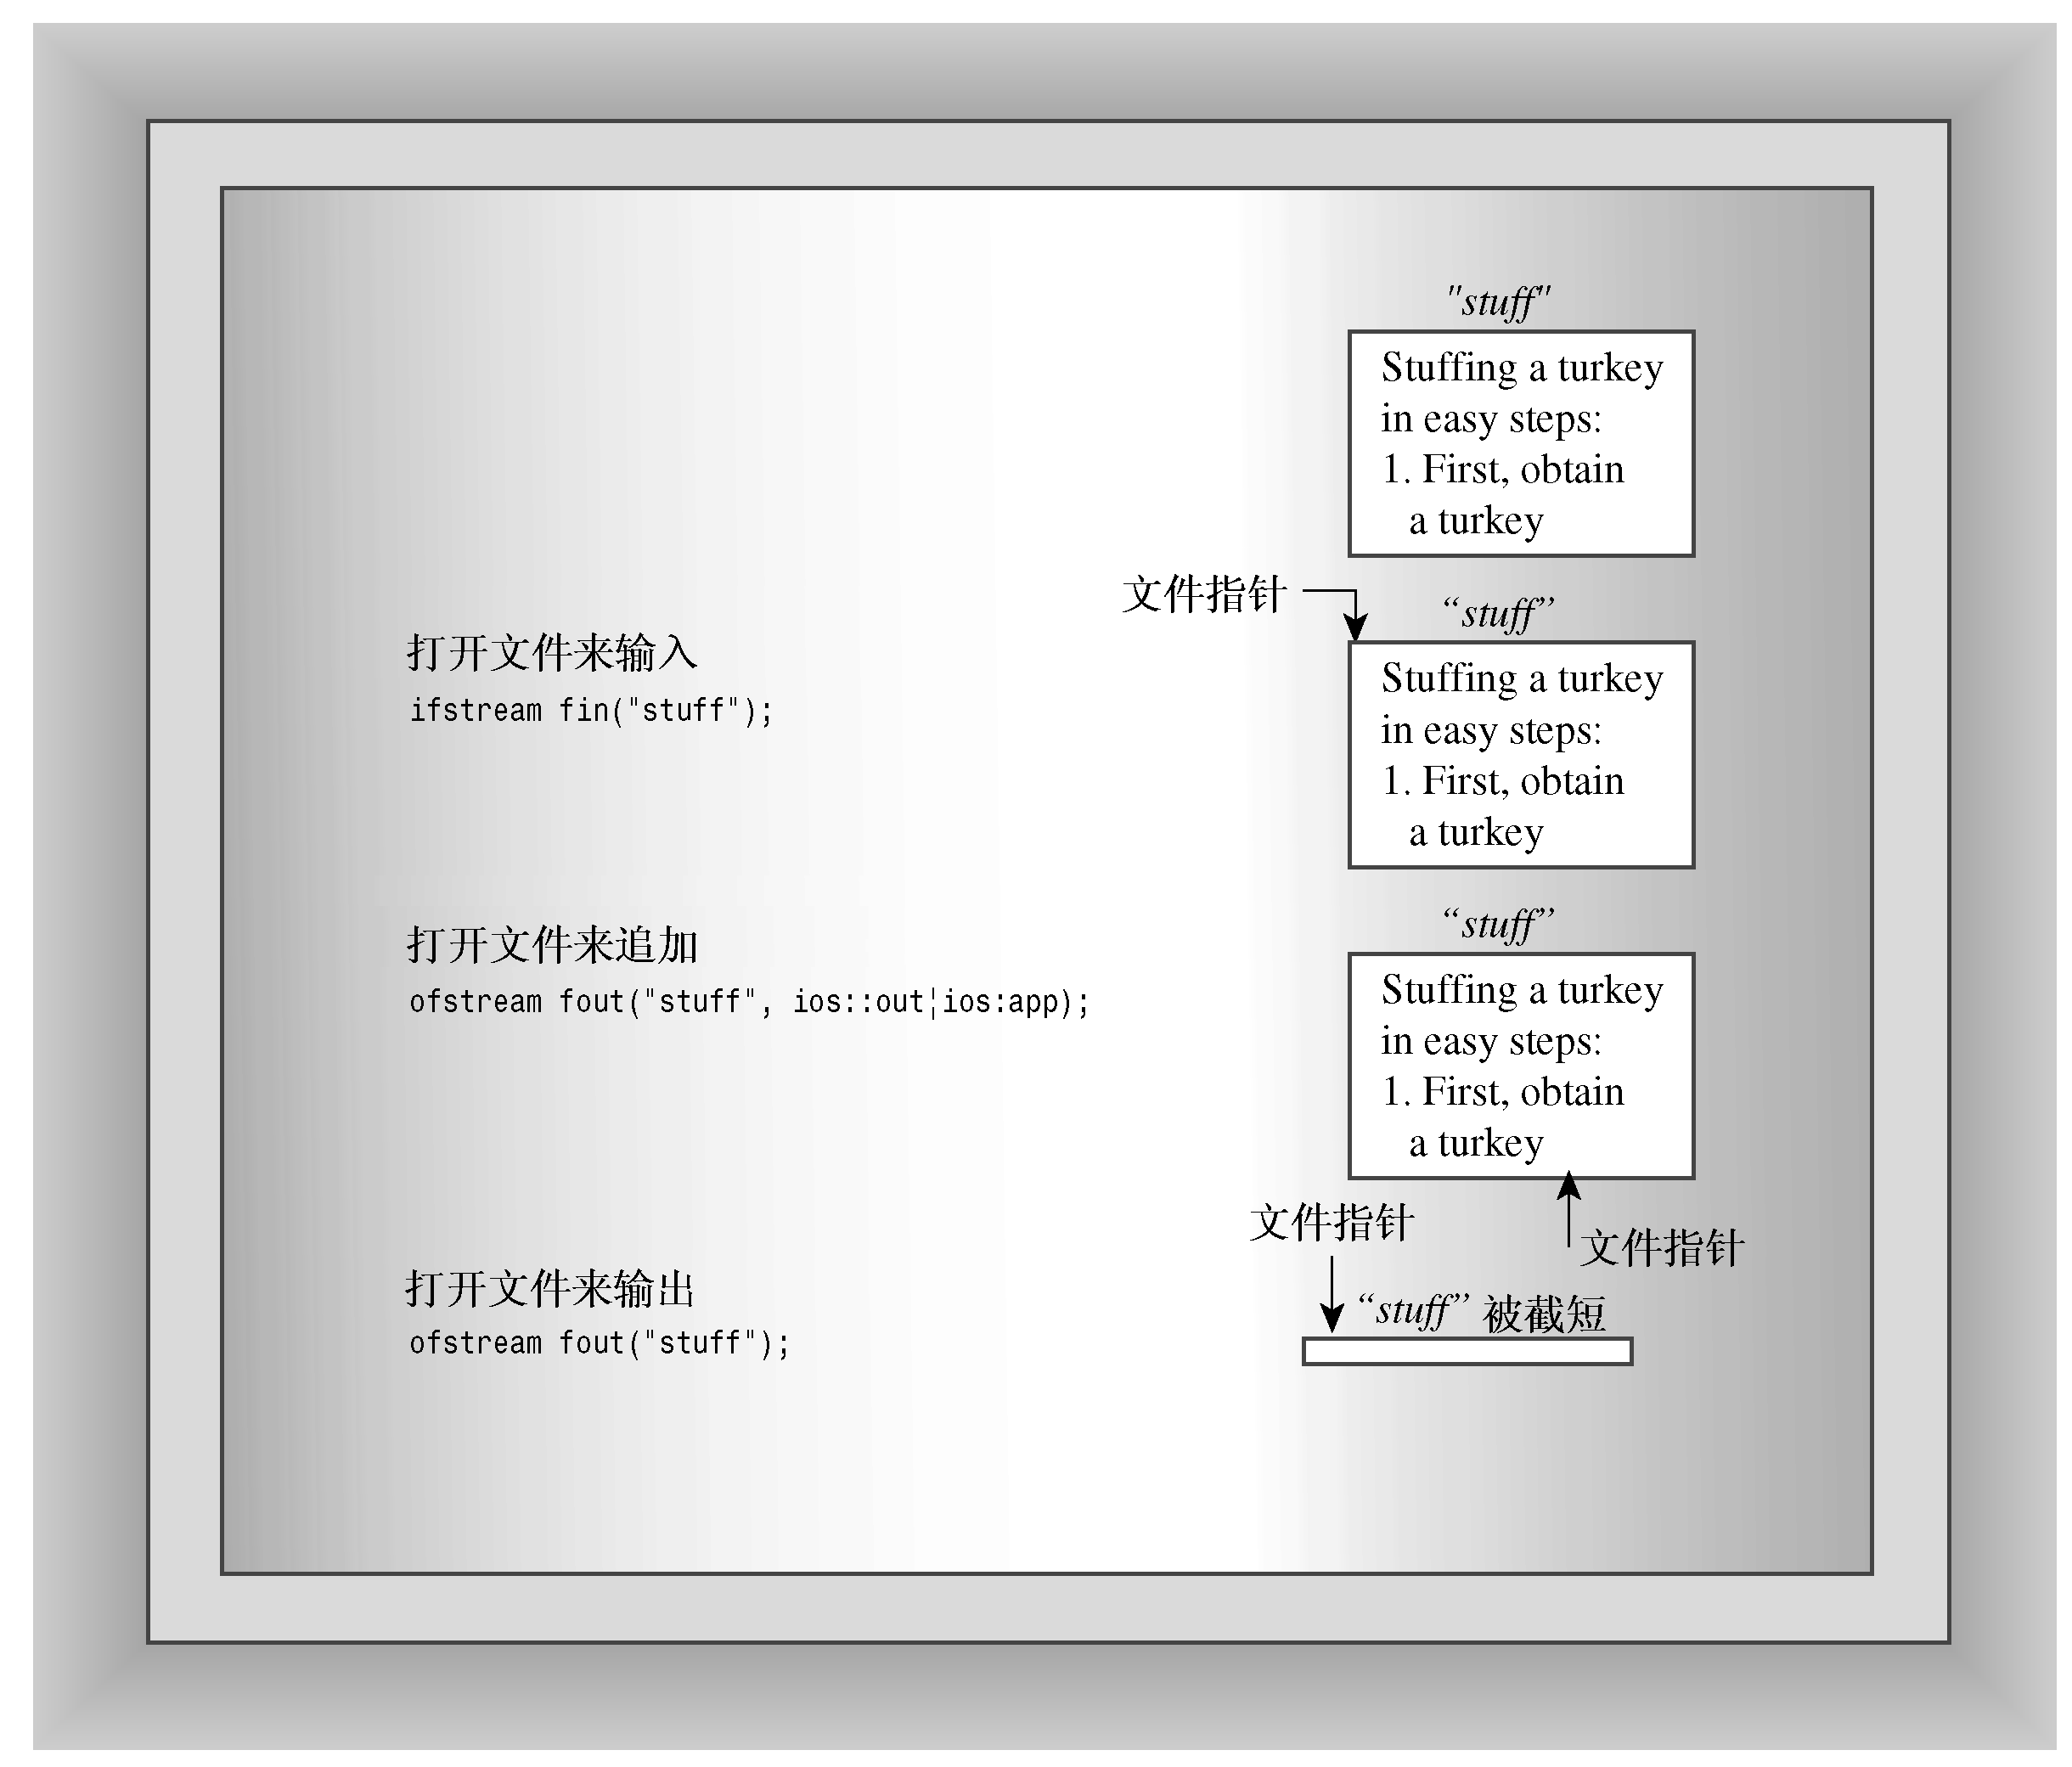 "stuff"
Stuffing a turkey
in easy steps:
1. First, obtain
a turkey
文件指针
打开文件来输入
ifstream fin("stuff");
“stuff”
Stuffing a turkey
in easy steps:
1. First, obtain
a turkey
打开文件来追加
ofstream fout("stuff", ios::out¦ios:app);
“stuff”
Stuffing a turkey
in easy steps:
1. First, obtain
a turkey
文件指针
文件指针
打开文件来输出
ofstream fout("stuff");
“stuff” 被截短